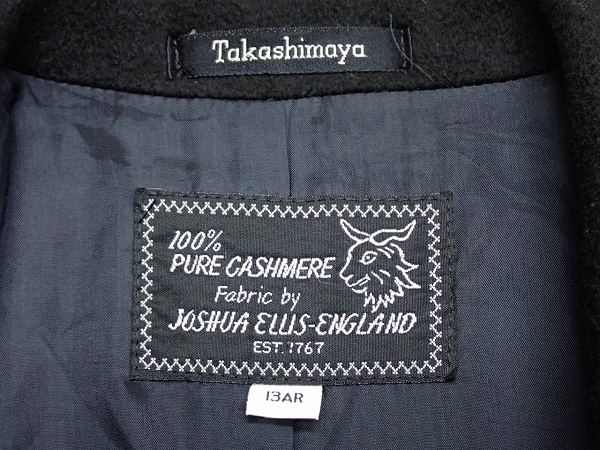 Takashimaya
100%
PURE CASHMERE
Fabric by
JOSHUA ELLIS-ENGLAND
EST. 1767
13AR